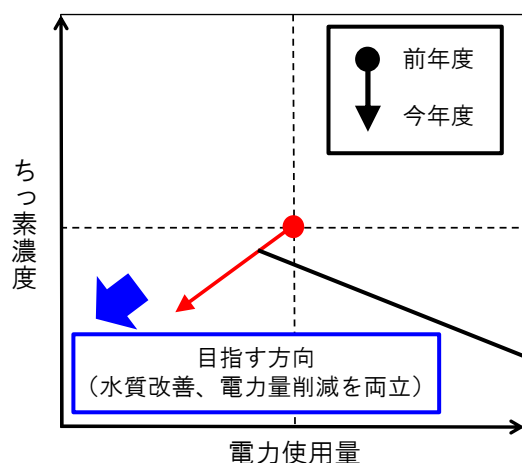 前年度
今年度
ちっ素濃度
目指す方向
（水質改善、電力量削減を両立）
電力使用量